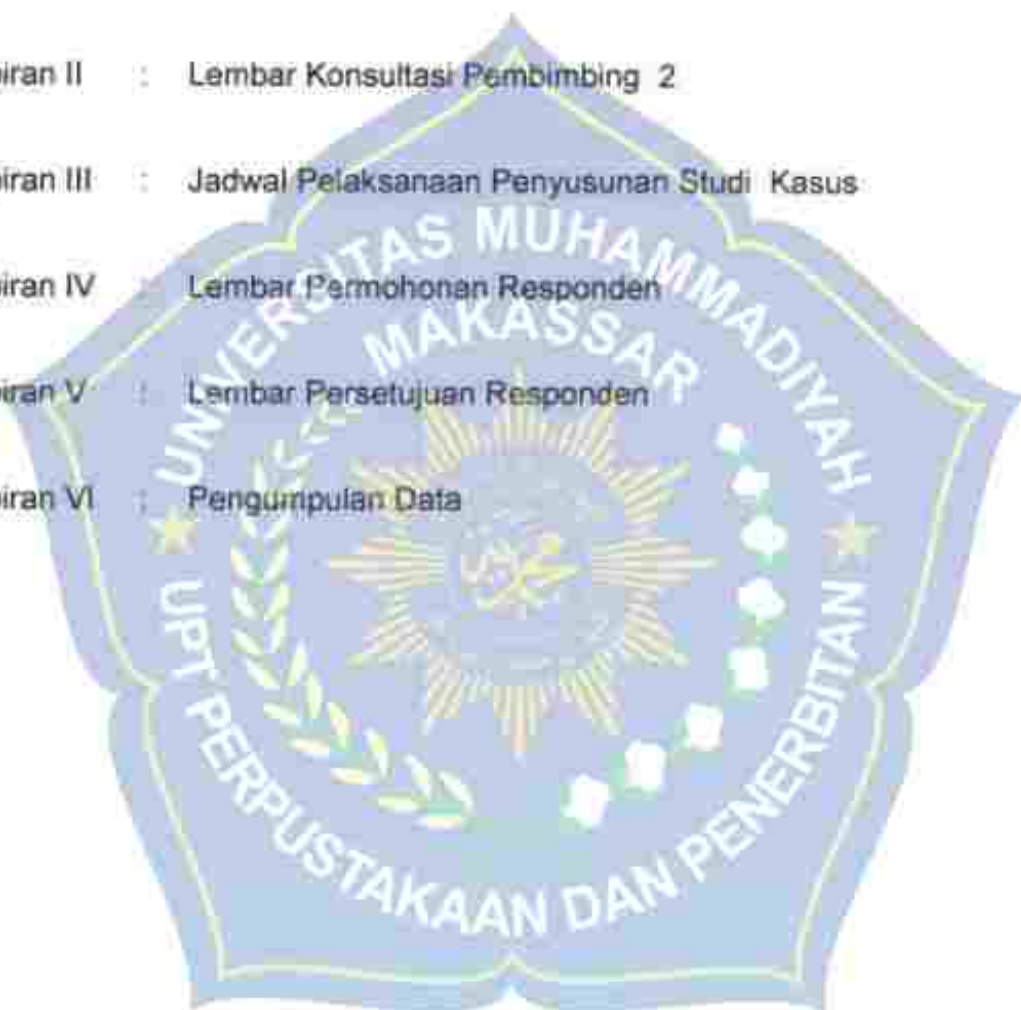 piran II : Lembar Konsultasi Pembimbing 2
piran III : Jadwal Pelaksanaan Penyusunan Studi Kasus
piran IV : Lembar Permohonan Responden
piran V : Lembar Persetujuan Responden
piran VI : Pengumpulan Data
UNIVERSITAS MUHAMMADIYAH
MAKASSAR
UPT PERPUSTAKAAN DAN PENERBITAN